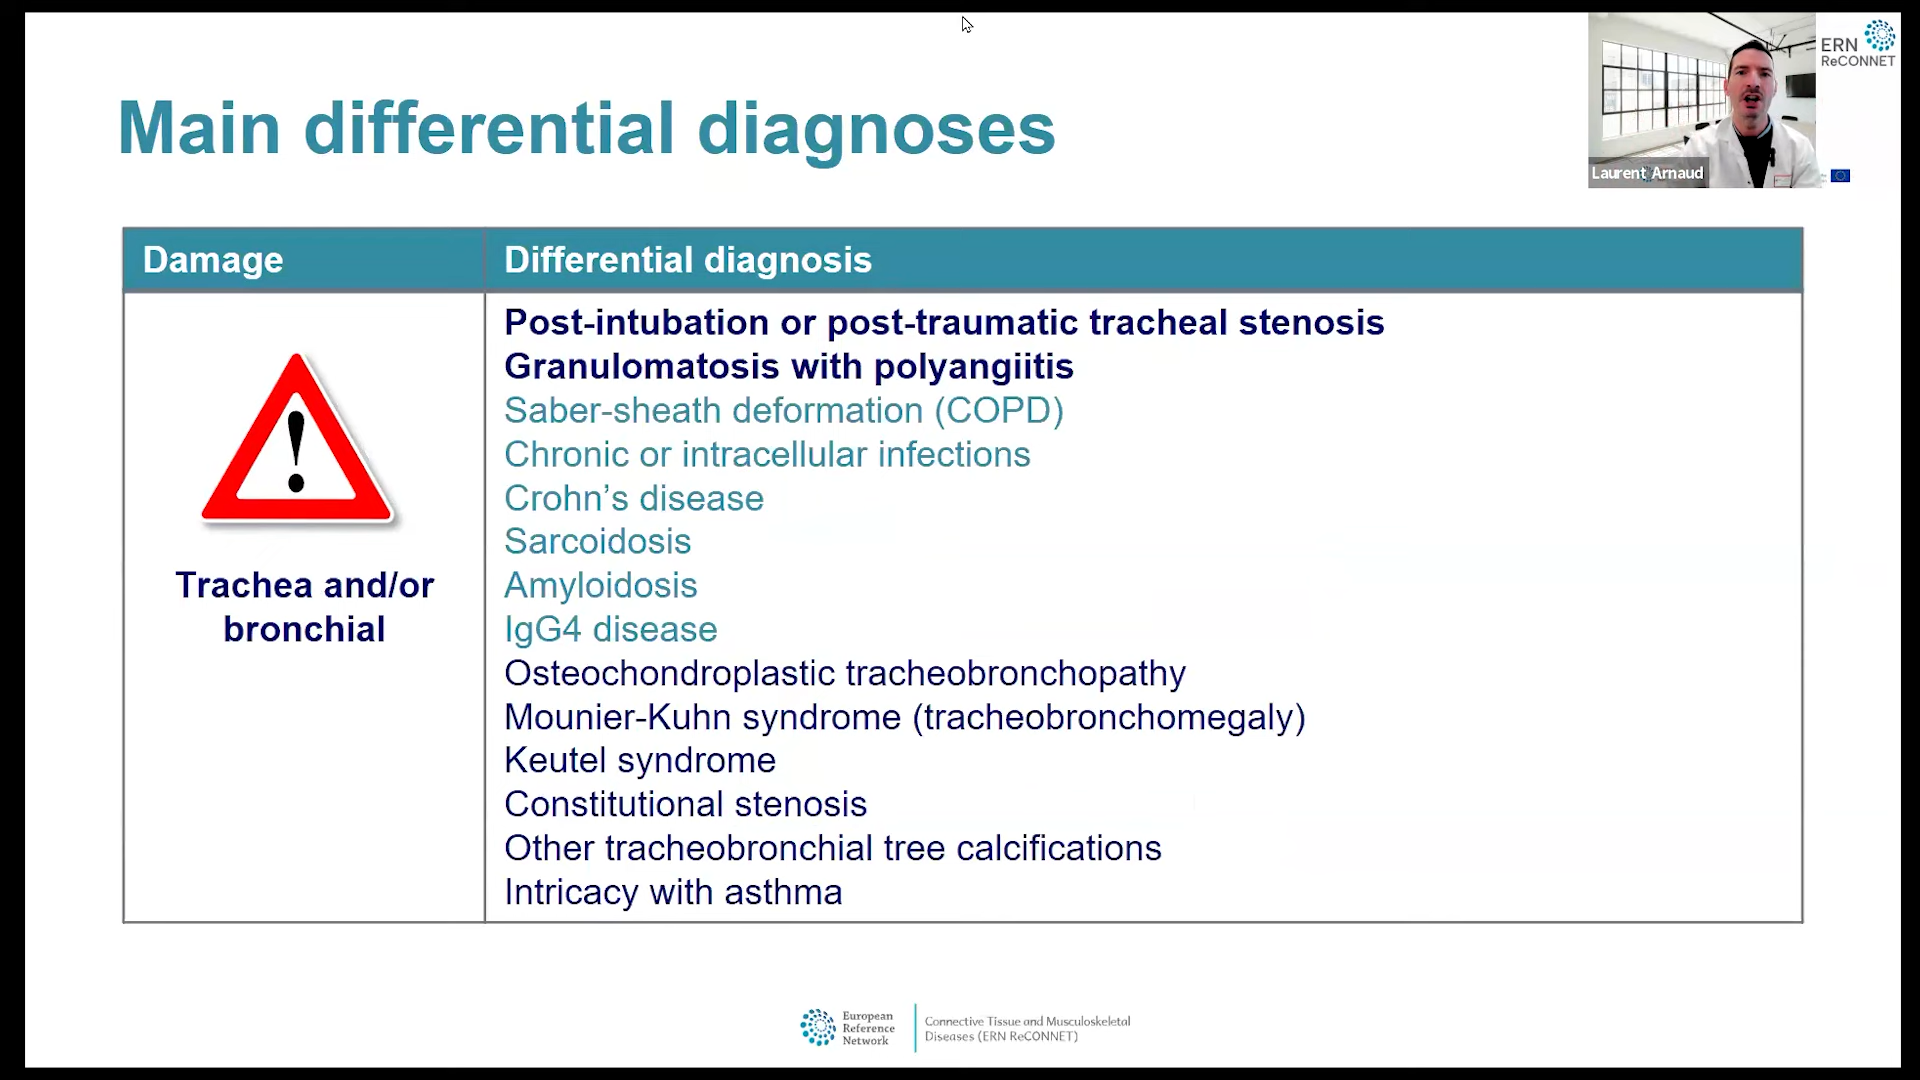 Main differential diagnoses
ERN
ReCONNET
Laurent Arnaud
Damage
Differential diagnosis
!
Trachea and/or
bronchial
Post-intubation or post-traumatic tracheal stenosis
Granulomatosis with polyangiitis
Saber-sheath deformation (COPD)
Chronic or intracellular infections
Crohn’s disease
Sarcoidosis
Amyloidosis
IgG4 disease
Osteochondroplastic tracheobronchopathy
Mounier-Kuhn syndrome (tracheobronchomegaly)
Keutel syndrome
Constitutional stenosis
Other tracheobronchial tree calcifications
Intricacy with asthma
European
Reference
Network
Connective Tissue and Musculoskeletal
Diseases (ERN ReCONNET)